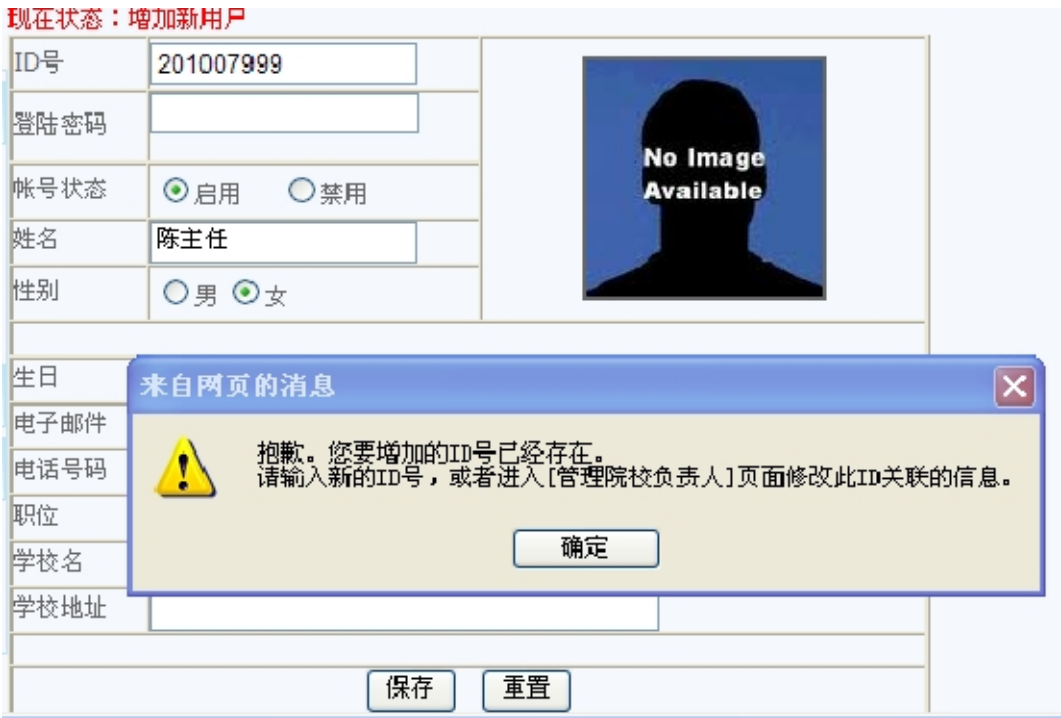 现在状态：增加新用户
ID号
201007999
登陆密码
No Image
Available
帐号状态
启用
禁用
姓名
陈主任
性别
男
女
生日
来自网页的消息
电子邮件
抱歉。您要增加的ID号已经存在。
请输入新的ID号，或者进入[管理院校负责人]页面修改此ID关联的信息。
电话号码
职位
确定
学校名
学校地址
保存
重置